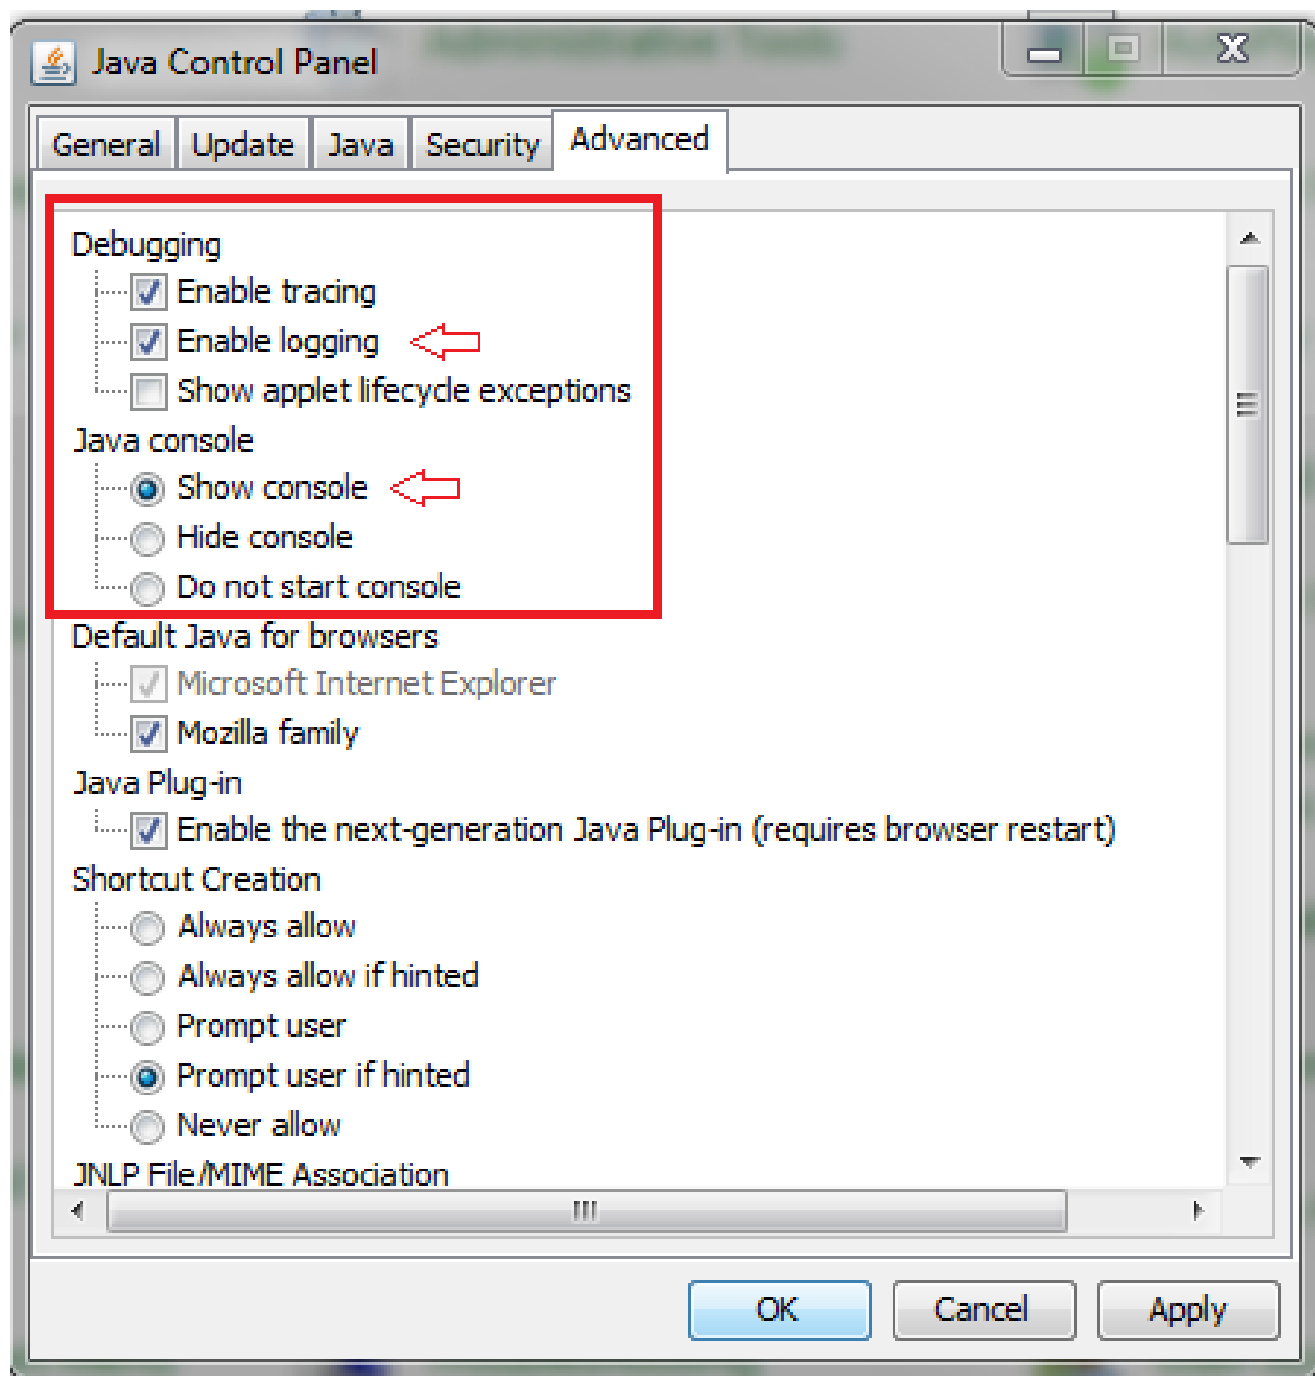 Java Control Panel
General Update Java Security Advanced
Debugging
Enable tracing
Enable logging
Show applet lifecycle exceptions
Java console
Show console
Hide console
Do not start console
Default Java for browsers
Microsoft Internet Explorer
Mozilla family
Java Plug-in
Enable the next-generation Java Plug-in (requires browser restart)
Shortcut Creation
Always allow
Always allow if hinted
Prompt user
Prompt user if hinted
Never allow
JNLP File/MIME Association
OK Cancel Apply